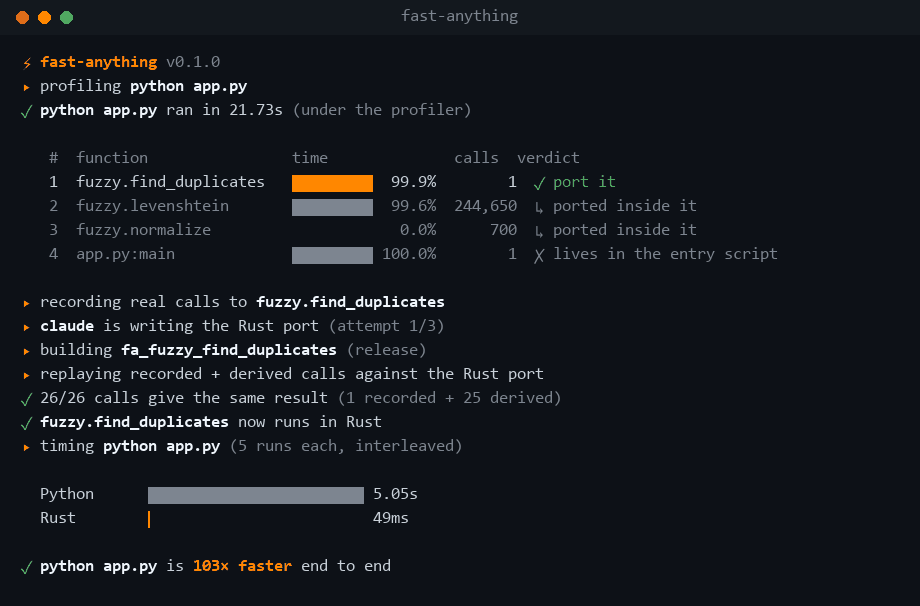 fast-anything
⚡ fast-anything v0.1.0
▸ profiling python app.py
✓ python app.py ran in 21.73s (under the profiler)
# function time calls verdict
1 fuzzy.find_duplicates 99.9% 1 ✓ port it
2 fuzzy.levenshtein 99.6% 244,650 ↳ ported inside it
3 fuzzy.normalize 0.0% 700 ↳ ported inside it
4 app.py:main 100.0% 1 ✗ lives in the entry script
▸ recording real calls to fuzzy.find_duplicates
▸ claude is writing the Rust port (attempt 1/3)
▸ building fa_fuzzy_find_duplicates (release)
▸ replaying recorded + derived calls against the Rust port
✓ 26/26 calls give the same result (1 recorded + 25 derived)
✓ fuzzy.find_duplicates now runs in Rust
▸ timing python app.py (5 runs each, interleaved)
Python 5.05s
Rust 49ms
✓ python app.py is 103× faster end to end